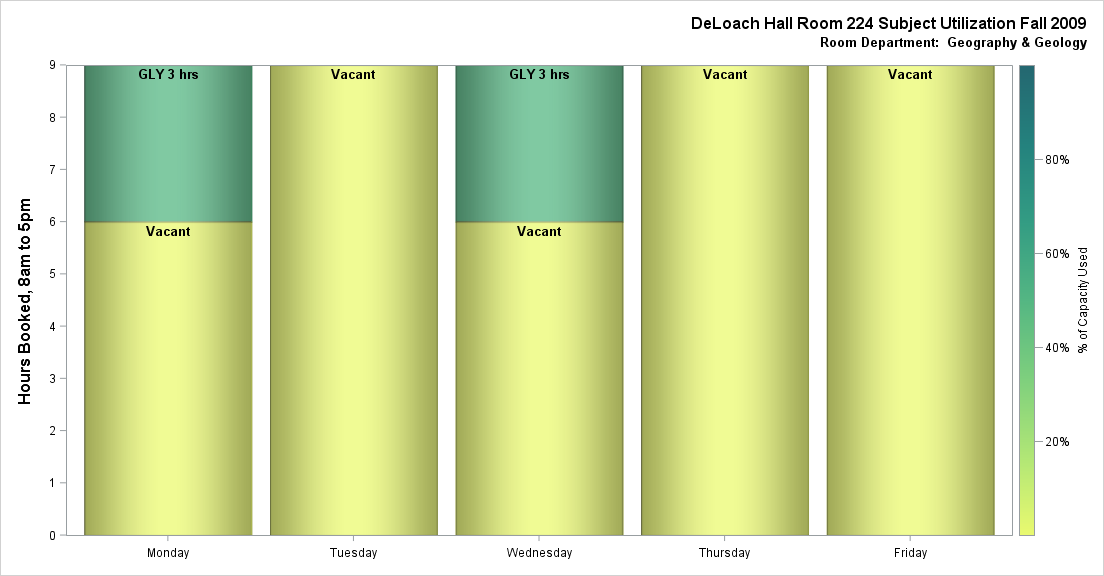 DeLoach Hall Room 224 Subject Utilization Fall 2009
Room Department: Geography & Geology
Hours Booked, 8am to 5pm
9
8
7
6
5
4
3
2
1
0
GLY 3 hrs
Vacant
Vacant
GLY 3 hrs
Vacant
Vacant
Vacant
Monday
Tuesday
Wednesday
Thursday
Friday
80%
60%
40%
20%
% of Capacity Used